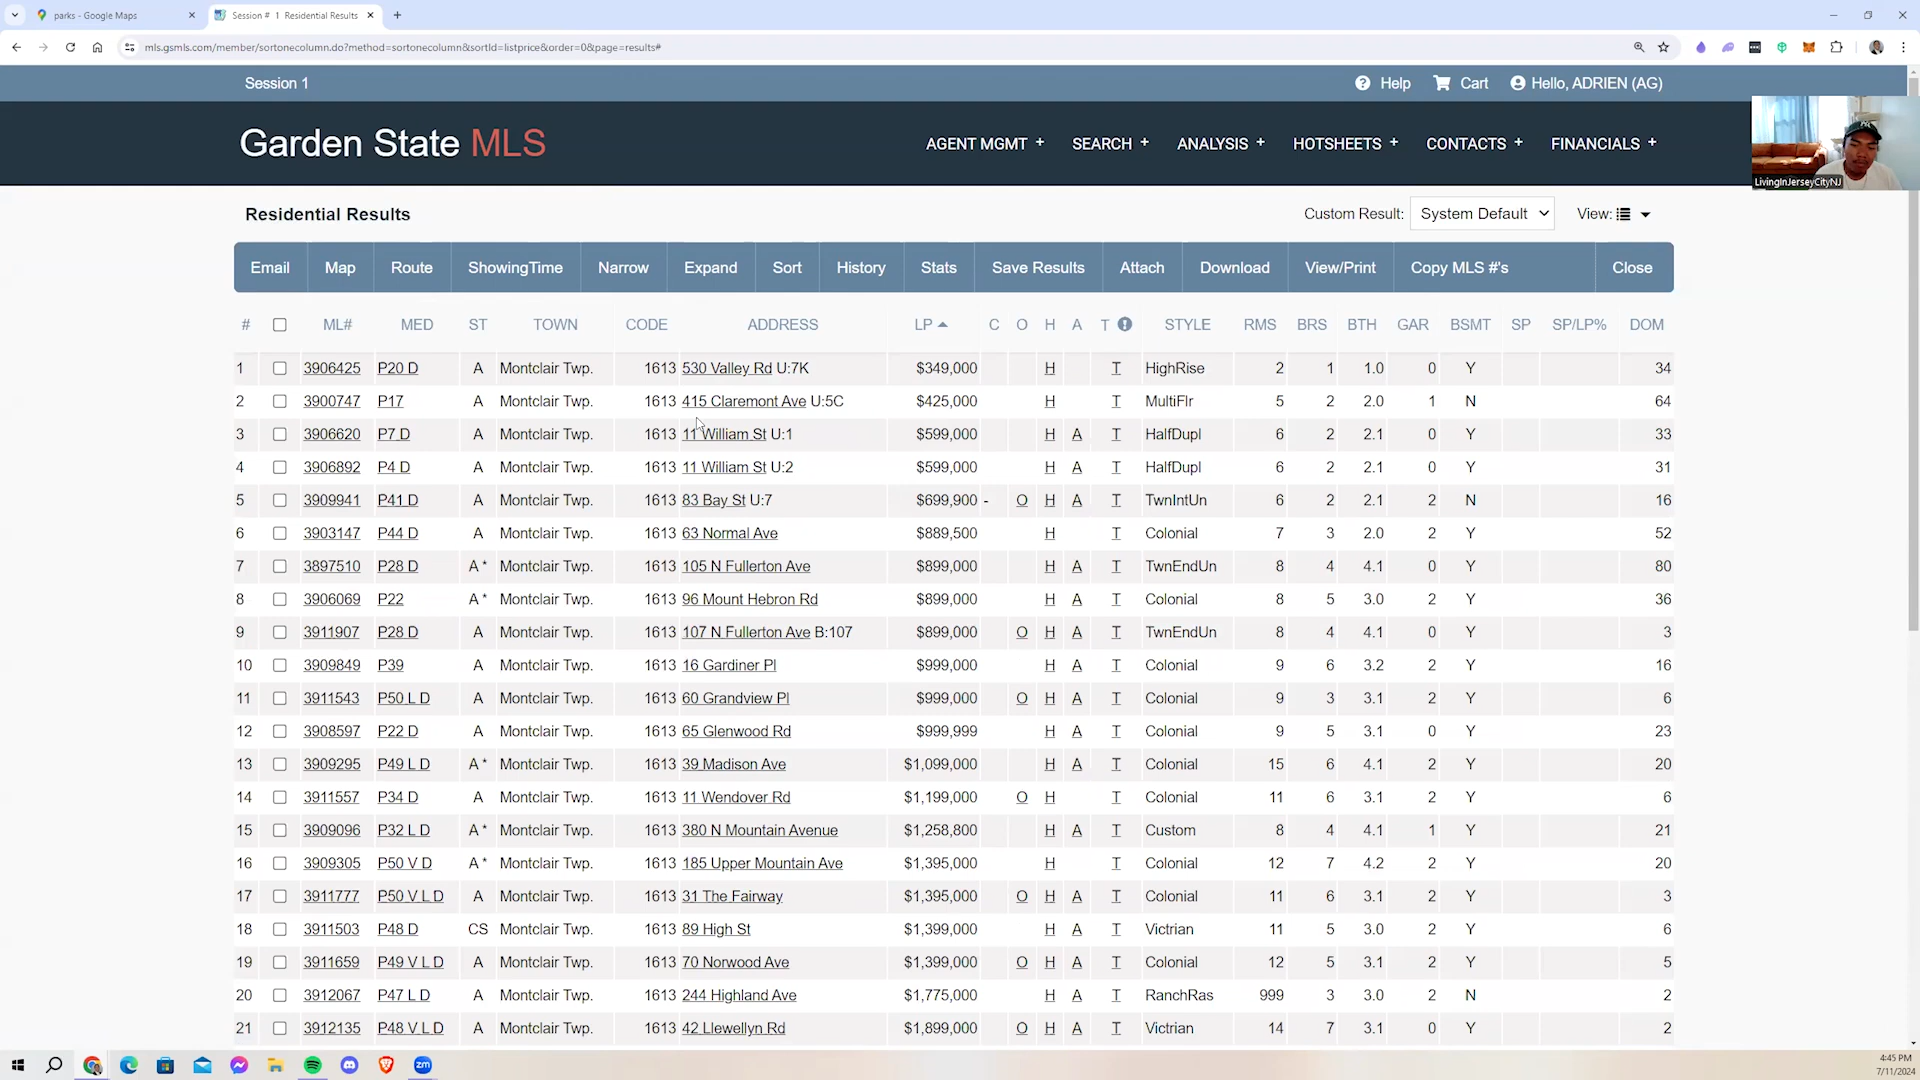 parks - Google Maps
Session # 1 Residential Results
mls.gsmls.com/member/sortonecolumn.do?method=sortonecolumn&sortId=listprice&order=0&page=results#
Session 1
Help
Cart
Hello, ADRIEN (AG)
Garden State MLS
AGENT MGMT +
SEARCH +
ANALYSIS +
HOTSHEETS +
CONTACTS +
FINANCIALS +
LivingInJerseyCityNJ
Residential Results
Custom Result: System Default
View:
Email Map Route ShowingTime Narrow Expand Sort History Stats Save Results Attach Download View/Print Copy MLS #'s Close
# ML# MED ST TOWN CODE ADDRESS LP C O H A T STYLE RMS BRS BTH GAR BSMT SP SP/LP% DOM
1 3906425 P20 D A Montclair Twp. 1613 530 Valley Rd U:7K $349,000 H T HighRise 2 1 1.0 0 Y 34
2 3900747 P17 A Montclair Twp. 1613 415 Claremont Ave U:5C $425,000 H T MultiFlr 5 2 2.0 1 N 64
3 3906620 P7 D A Montclair Twp. 1613 11 William St U:1 $599,000 H A T HalfDupl 6 2 2.1 0 Y 33
4 3906892 P4 D A Montclair Twp. 1613 11 William St U:2 $599,000 H A T HalfDupl 6 2 2.1 0 Y 31
5 3909941 P41 D A Montclair Twp. 1613 83 Bay St U:7 $699,900 - O H A T TwnIntUn 6 2 2.1 2 N 16
6 3903147 P44 D A Montclair Twp. 1613 63 Normal Ave $889,500 H T Colonial 7 3 2.0 2 Y 52
7 3897510 P28 D A * Montclair Twp. 1613 105 N Fullerton Ave $899,000 H A T TwnEndUn 8 4 4.1 0 Y 80
8 3906069 P22 A * Montclair Twp. 1613 96 Mount Hebron Rd $899,000 H A T Colonial 8 5 3.0 2 Y 36
9 3911907 P28 D A Montclair Twp. 1613 107 N Fullerton Ave B:107 $899,000 O H A T TwnEndUn 8 4 4.1 0 Y 3
10 3909849 P39 A Montclair Twp. 1613 16 Gardiner Pl $999,000 H A T Colonial 9 6 3.2 2 Y 16
11 3911543 P50 L D A Montclair Twp. 1613 60 Grandview Pl $999,000 O H A T Colonial 9 3 3.1 2 Y 6
12 3908597 P22 D A Montclair Twp. 1613 65 Glenwood Rd $999,999 H A T Colonial 9 5 3.1 0 Y 23
13 3909295 P49 L D A * Montclair Twp. 1613 39 Madison Ave $1,099,000 H A T Colonial 15 6 4.1 2 Y 20
14 3911557 P34 D A Montclair Twp. 1613 11 Wendover Rd $1,199,000 O H T Colonial 11 6 3.1 2 Y 6
15 3909096 P32 L D A * Montclair Twp. 1613 380 N Mountain Avenue $1,258,800 H A T Custom 8 4 4.1 1 Y 21
16 3909305 P50 V D A * Montclair Twp. 1613 185 Upper Mountain Ave $1,395,000 H T Colonial 12 7 4.2 2 Y 20
17 3911777 P50 V L D A Montclair Twp. 1613 31 The Fairway $1,395,000 O H A T Colonial 11 6 3.1 2 Y 3
18 3911503 P48 D CS Montclair Twp. 1613 89 High St $1,399,000 H A T Victrian 11 5 3.0 2 Y 6
19 3911659 P49 V L D A Montclair Twp. 1613 70 Norwood Ave $1,399,000 O H A T Colonial 12 5 3.1 2 Y 5
20 3912067 P47 L D A Montclair Twp. 1613 244 Highland Ave $1,775,000 H A T RanchRas 999 3 3.0 2 N 2
21 3912135 P48 V L D A Montclair Twp. 1613 42 Llewellyn Rd $1,899,000 O H A T Victrian 14 7 3.1 0 Y 2
zm
4:45 PM
7/11/2024